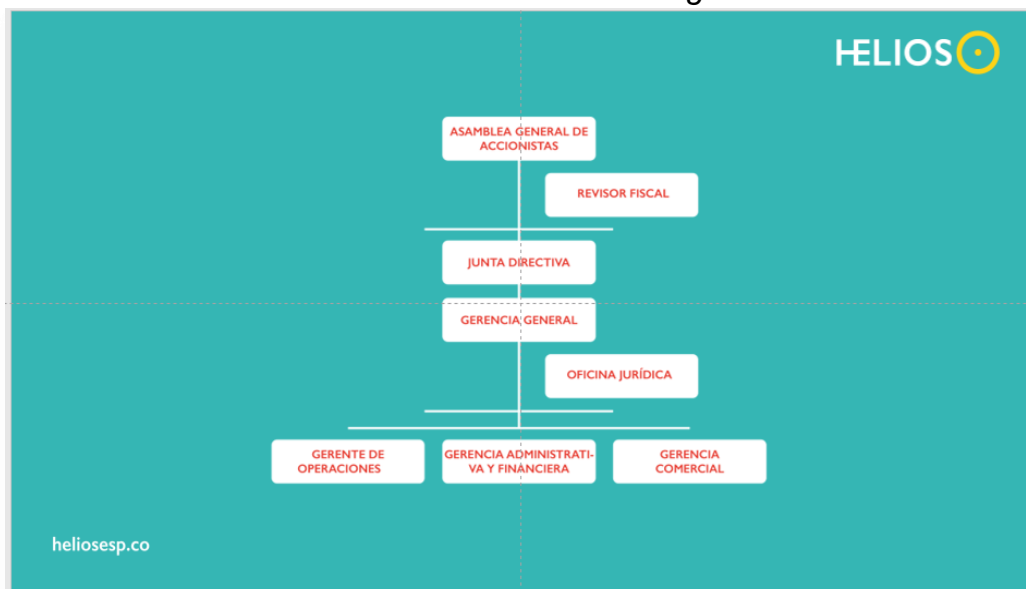 HELIOS
ASAMBLEA GENERAL DE
ACCIONISTAS
REVISOR FISCAL
JUNTA DIRECTIVA
GERENCIA GENERAL
OFICINA JURÍDICA
GERENTE DE
OPERACIONES
GERENCIA ADMINISTRATI-
VA Y FINANCIERA
GERENCIA
COMERCIAL
heliosesp.co